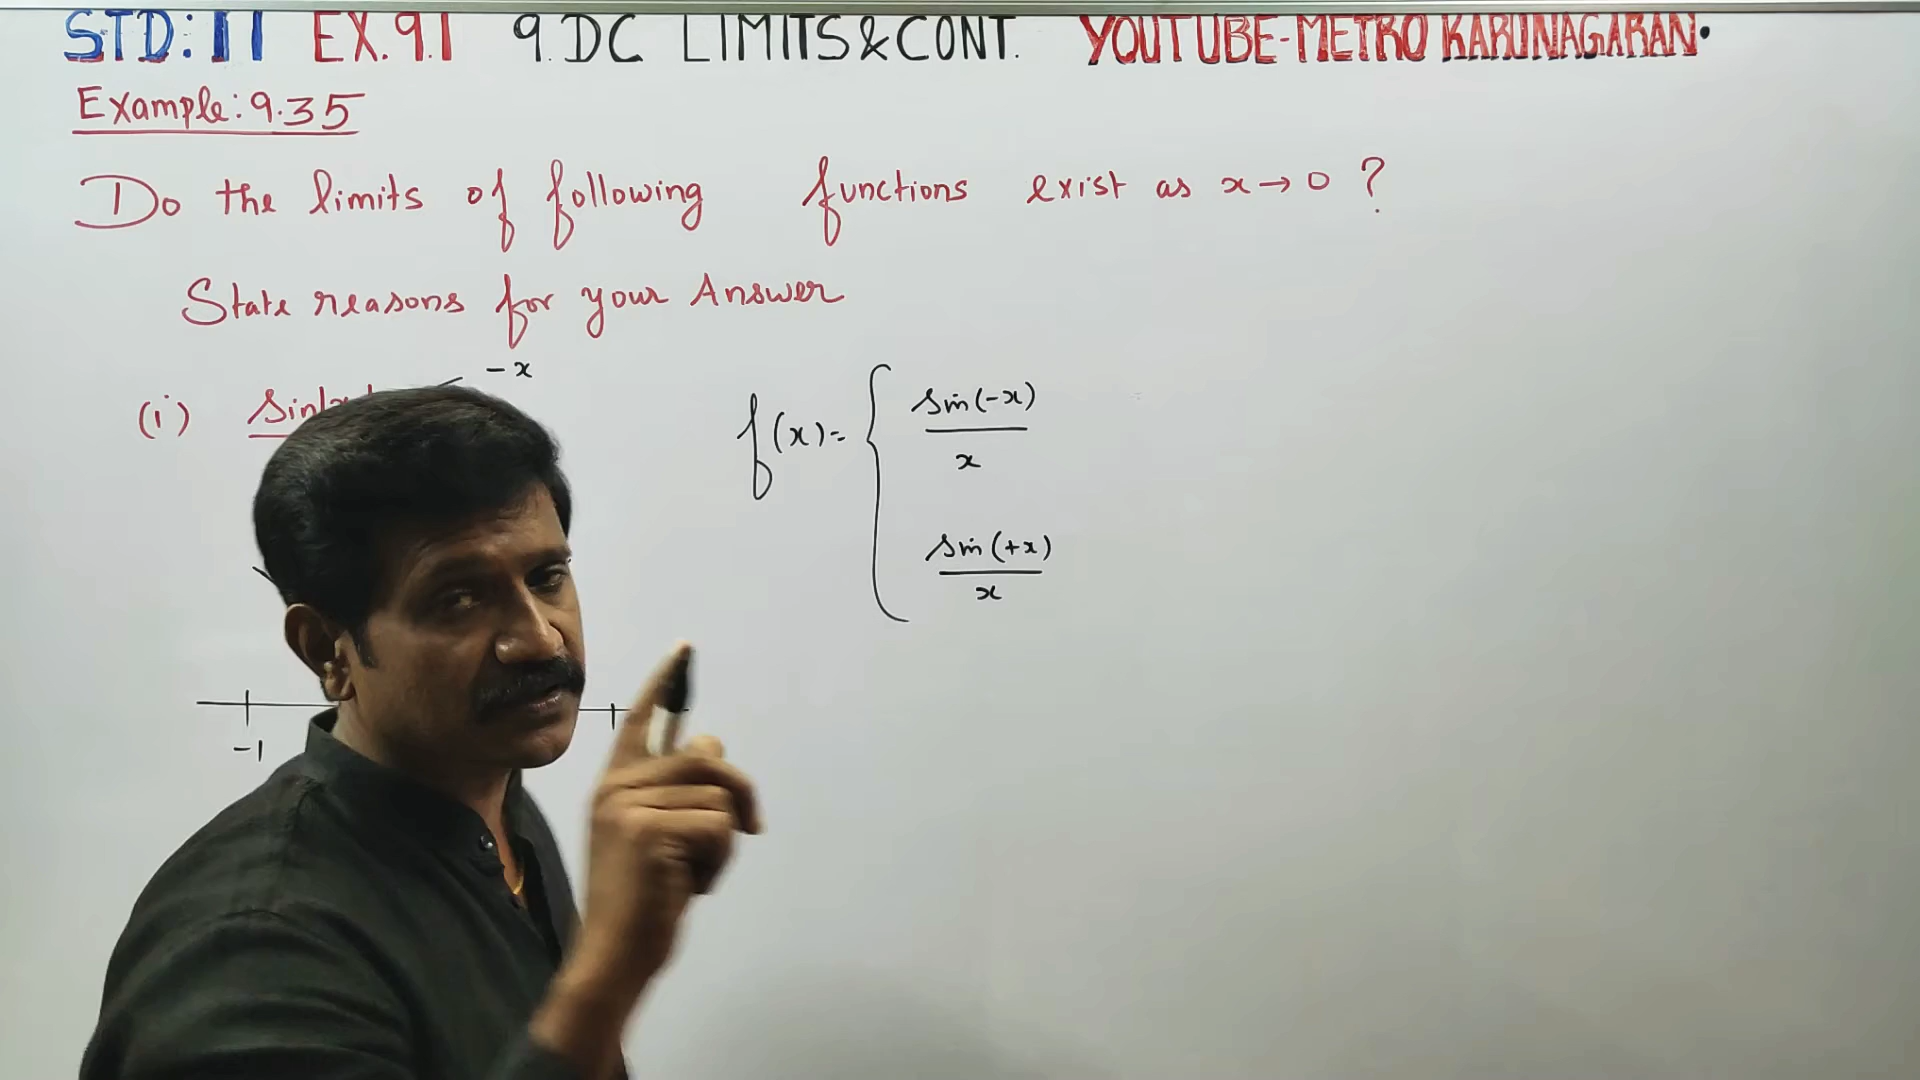 STD: 11 EX. 9.1 9. DC LIMITS & CONT. YOUTUBE-METRO KARUNAGARAN.
Example: 9.35
Do the limits of following functions exist as x→0 ?
State reasons for your Answer
(i)
-x
f(x)= {
sin(-x)
x
sin(+x)
x
-1